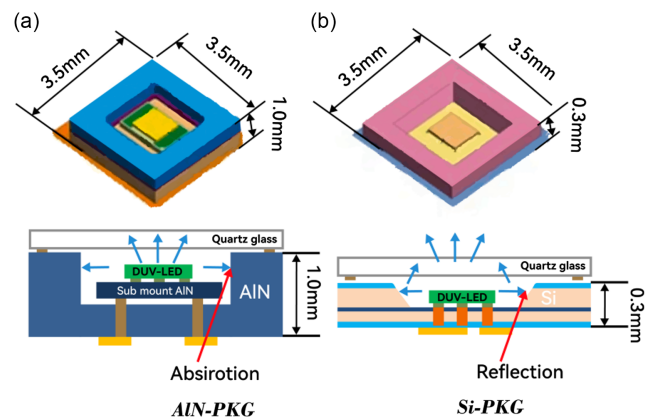 (a)
3.5mm
3.5mm
1.0mm
Quartz glass
DUV-LED
Sub mount AlN
AlN
1.0mm
Absirotion
AlN-PKG
(b)
3.5mm
3.5mm
0.3mm
Quartz glass
DUV-LED
Si
0.3mm
Reflection
Si-PKG